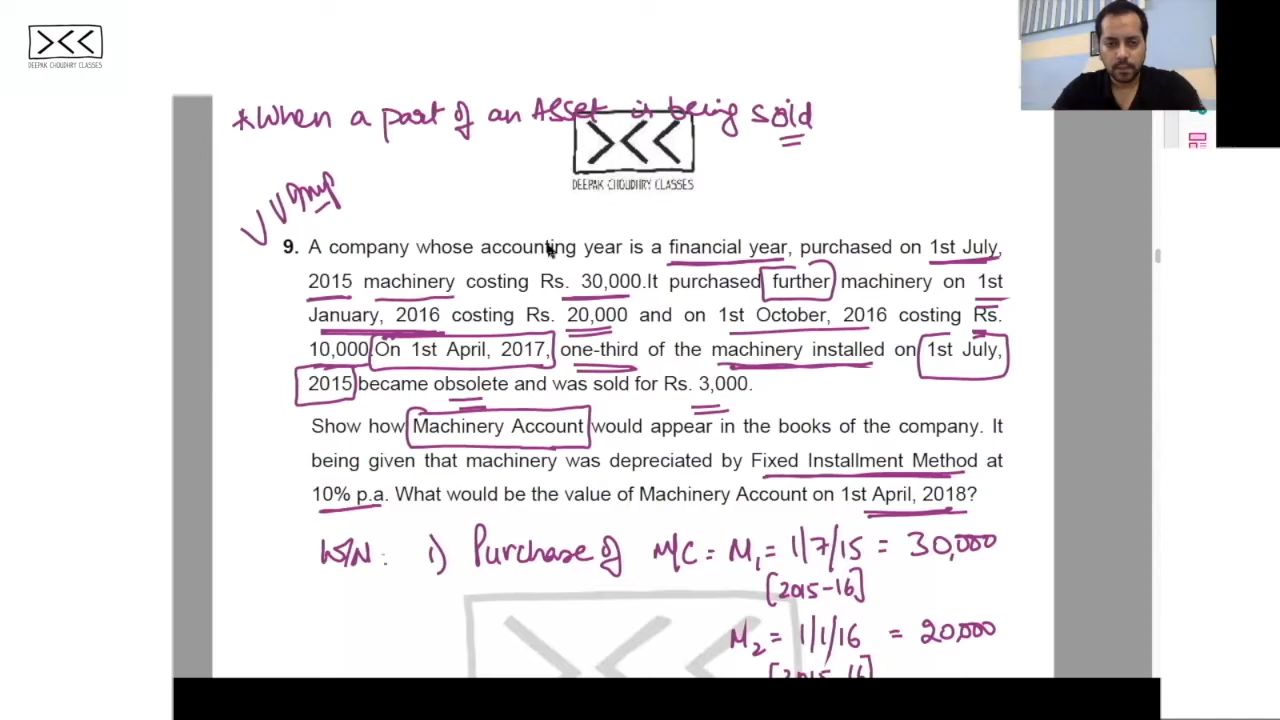 DEEPAK CHOUDHRY CLASSES
*When a part of an Asset is being sold
DEEPAK CHOUDHRY CLASSES
VVImp
9. A company whose accounting year is a financial year, purchased on 1st July,
2015 machinery costing Rs. 30,000.It purchased further machinery on 1st
January, 2016 costing Rs. 20,000 and on 1st October, 2016 costing Rs.
10,000.On 1st April, 2017, one-third of the machinery installed on 1st July,
2015 became obsolete and was sold for Rs. 3,000.
Show how Machinery Account would appear in the books of the company. It
being given that machinery was depreciated by Fixed Installment Method at
10% p.a. What would be the value of Machinery Account on 1st April, 2018?
W/N: i) Purchase of M/C = M1 = 1/7/15 = 30,000
[2015-16]
M2 = 1/1/16 = 20,000
[2015-16]